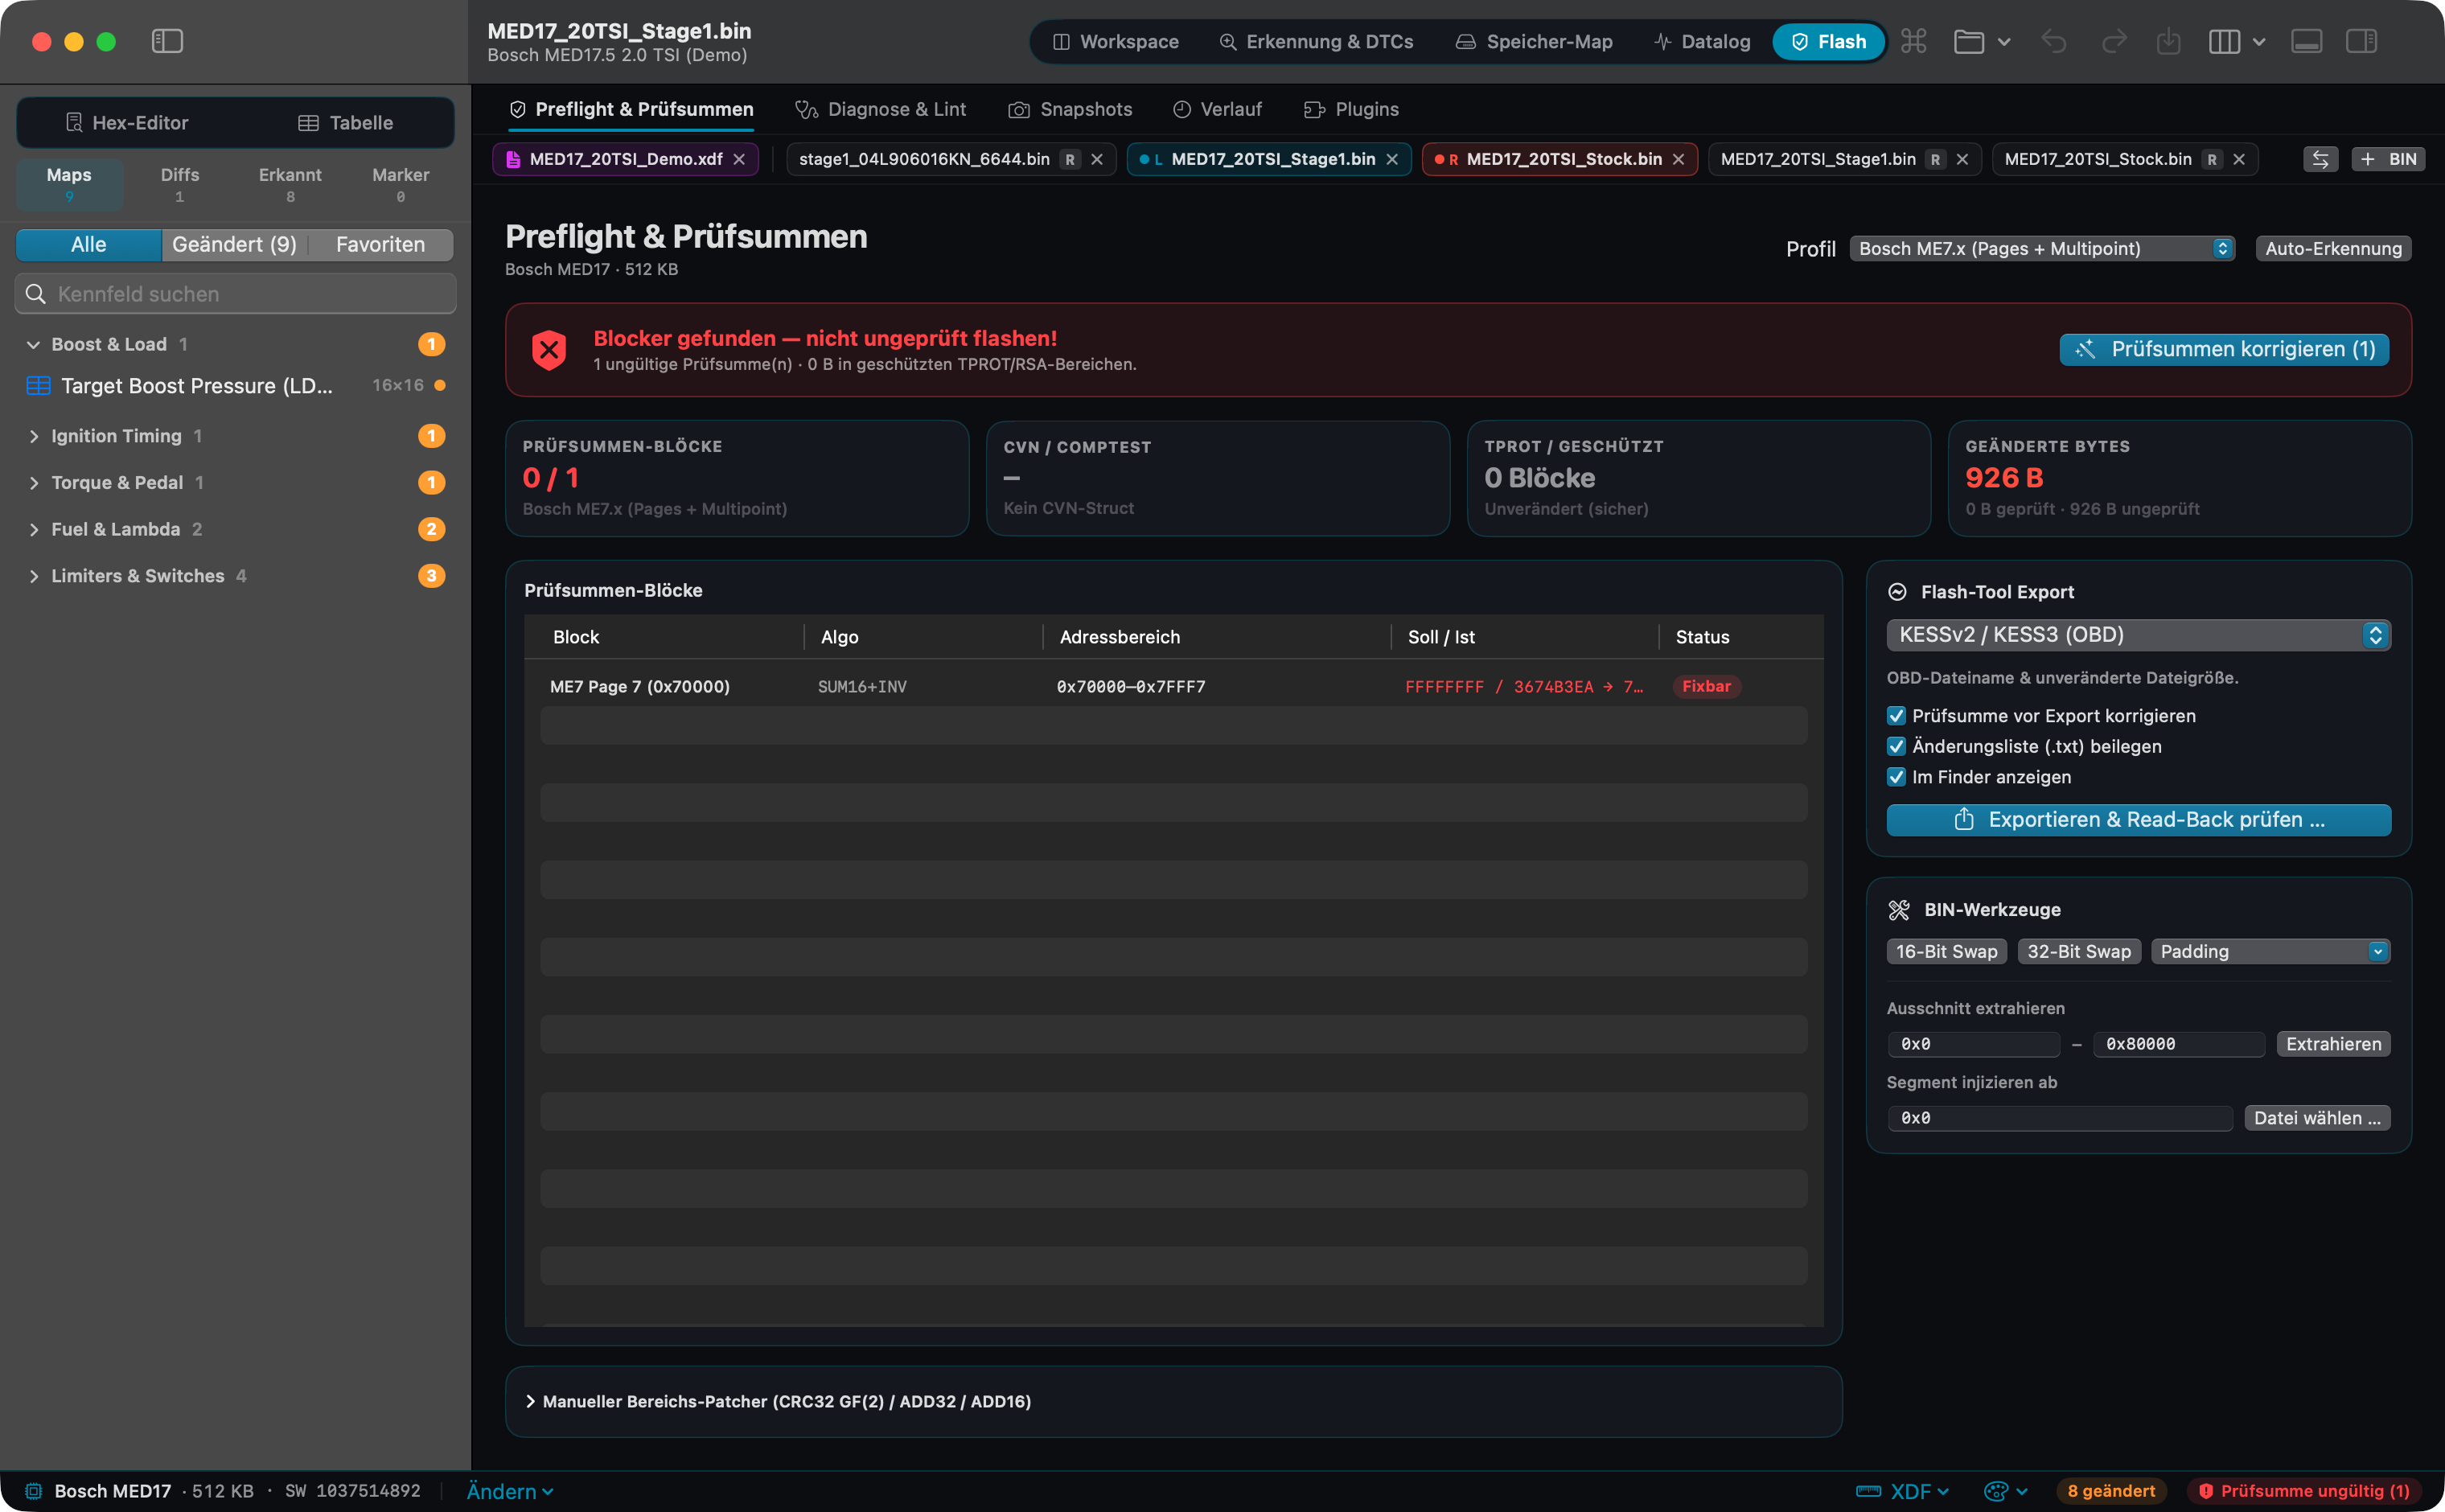 MED17_20TSI_Stage1.bin
Bosch MED17.5 2.0 TSI (Demo)
Workspace
Erkennung & DTCs
Speicher-Map
Datalog
Flash
Hex-Editor
Tabelle
Maps
9
Diffs
1
Erkannt
8
Marker
0
Alle
Geändert (9)
Favoriten
Kennfeld suchen
Boost & Load 1
1
Target Boost Pressure (LD...
16×16
Ignition Timing 1
1
Torque & Pedal 1
1
Fuel & Lambda 2
2
Limiters & Switches 4
3
Preflight & Prüfsummen
Diagnose & Lint
Snapshots
Verlauf
Plugins
MED17_20TSI_Demo.xdf
stage1_04L906016KN_6644.bin R
L MED17_20TSI_Stage1.bin
R MED17_20TSI_Stock.bin
MED17_20TSI_Stage1.bin R
MED17_20TSI_Stock.bin R
+ BIN
Preflight & Prüfsummen
Bosch MED17 · 512 KB
Profil
Bosch ME7.x (Pages + Multipoint)
Auto-Erkennung
Blocker gefunden — nicht ungeprüft flashen!
1 ungültige Prüfsumme(n) · 0 B in geschützten TPROT/RSA-Bereichen.
Prüfsummen korrigieren (1)
PRÜFSUMMEN-BLÖCKE
0 / 1
Bosch ME7.x (Pages + Multipoint)
CVN / COMPTEST
–
Kein CVN-Struct
TPROT / GESCHÜTZT
0 Blöcke
Unverändert (sicher)
GEÄNDERTE BYTES
926 B
0 B geprüft · 926 B ungeprüft
Prüfsummen-Blöcke
Block
Algo
Adressbereich
Soll / Ist
Status
ME7 Page 7 (0x70000)
SUM16+INV
0x70000–0x7FFF7
FFFFFFFF / 3674B3EA → 7…
Fixbar
Manueller Bereichs-Patcher (CRC32 GF(2) / ADD32 / ADD16)
Flash-Tool Export
KESSv2 / KESS3 (OBD)
OBD-Dateiname & unveränderte Dateigröße.
Prüfsumme vor Export korrigieren
Änderungsliste (.txt) beilegen
Im Finder anzeigen
Exportieren & Read-Back prüfen ...
BIN-Werkzeuge
16-Bit Swap
32-Bit Swap
Padding
Ausschnitt extrahieren
0x0
–
0x80000
Extrahieren
Segment injizieren ab
0x0
Datei wählen ...
Bosch MED17 · 512 KB · SW 1037514892
Ändern
XDF
8 geändert
Prüfsumme ungültig (1)